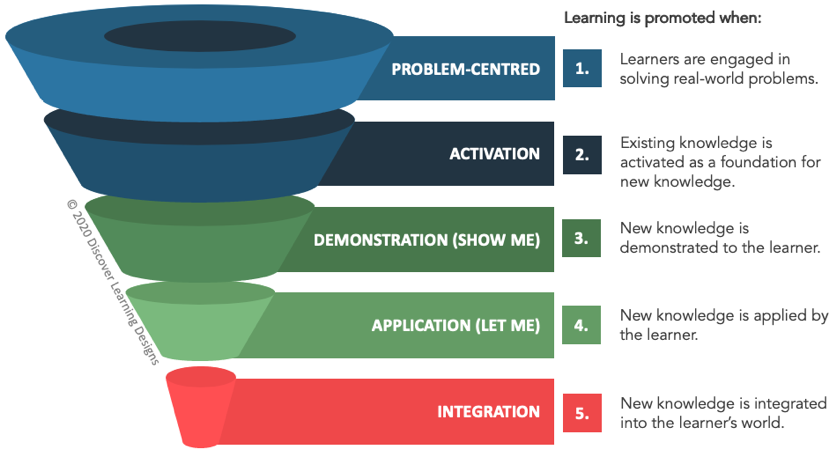 Learning is promoted when:
PROBLEM-CENTRED
1.
Learners are engaged in
solving real-world problems.
ACTIVATION
2.
Existing knowledge is
activated as a foundation for
new knowledge.
DEMONSTRATION (SHOW ME)
3.
New knowledge is
demonstrated to the learner.
APPLICATION (LET ME)
4.
New knowledge is applied by
the learner.
INTEGRATION
5.
New knowledge is integrated
into the learner's world.
© 2020 Discover Learning Designs